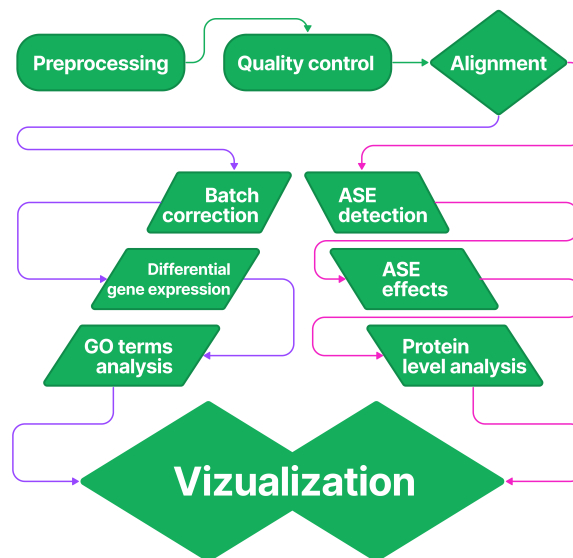 Preprocessing
Quality control
Alignment
Batch
correction
ASE
detection
Differential
gene expression
ASE
effects
GO terms
analysis
Protein
level analysis
Vizualization